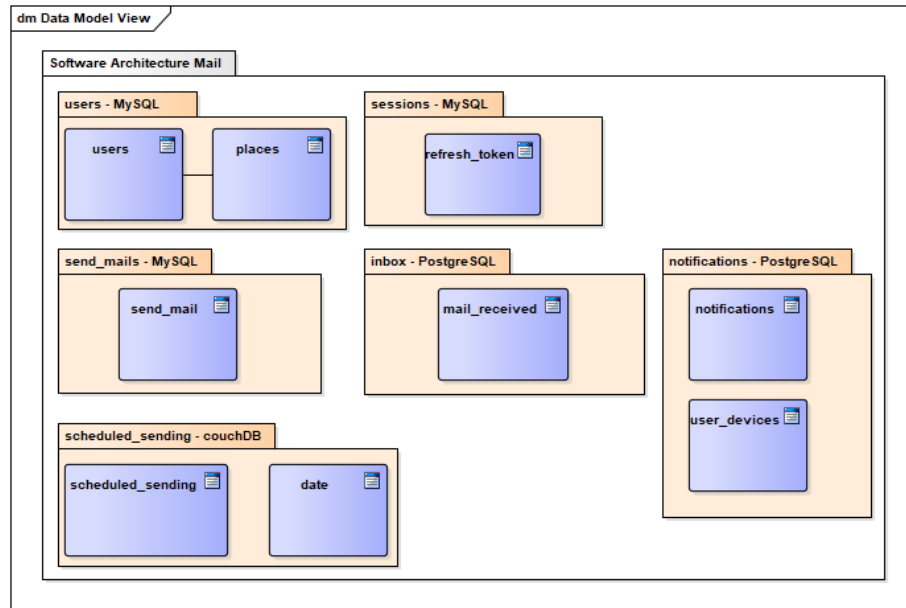 dm Data Model View
Software Architecture Mail
users - MySQL
users
places
sessions - MySQL
refresh_token
send_mails - MySQL
send_mail
inbox - PostgreSQL
mail_received
notifications - PostgreSQL
notifications
user_devices
scheduled_sending - couchDB
scheduled_sending
date